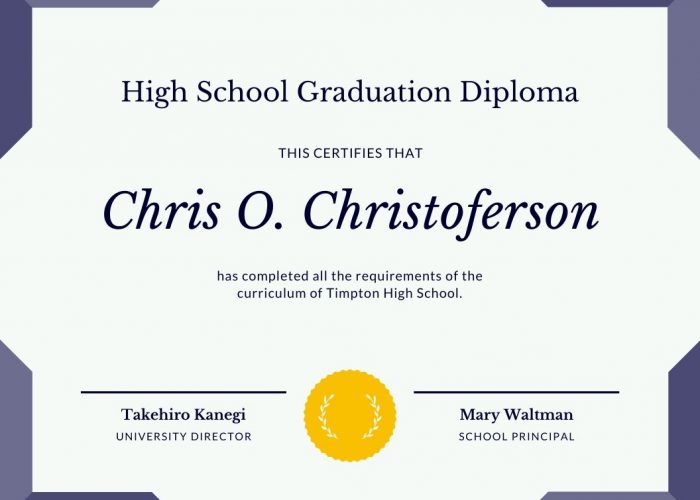 High School Graduation Diploma
THIS CERTIFIES THAT
Chris O. Christoferson
has completed all the requirements of the
curriculum of Timpton High School.
Takehiro Kanegi
UNIVERSITY DIRECTOR
Mary Waltman
SCHOOL PRINCIPAL